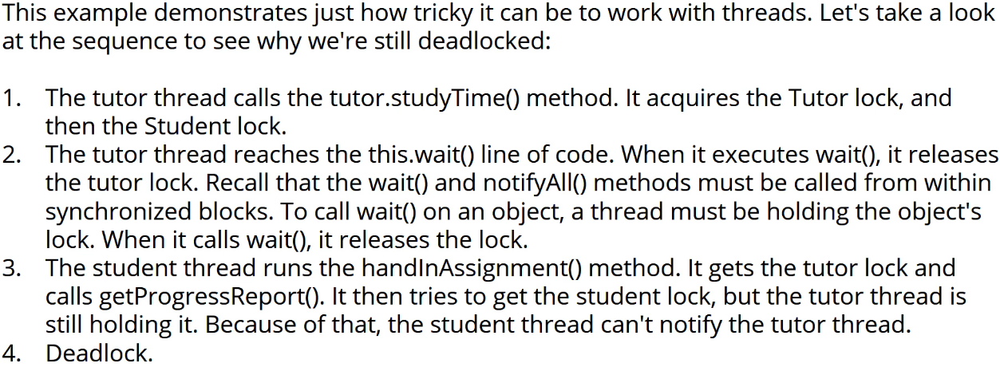 This example demonstrates just how tricky it can be to work with threads. Let's take a look
at the sequence to see why we're still deadlocked:
1. The tutor thread calls the tutor.studyTime() method. It acquires the Tutor lock, and
then the Student lock.
2. The tutor thread reaches the this.wait() line of code. When it executes wait(), it releases
the tutor lock. Recall that the wait() and notifyAll() methods must be called from within
synchronized blocks. To call wait() on an object, a thread must be holding the object's
lock. When it calls wait(), it releases the lock.
3. The student thread runs the handInAssignment() method. It gets the tutor lock and
calls getProgressReport(). It then tries to get the student lock, but the tutor thread is
still holding it. Because of that, the student thread can't notify the tutor thread.
4. Deadlock.